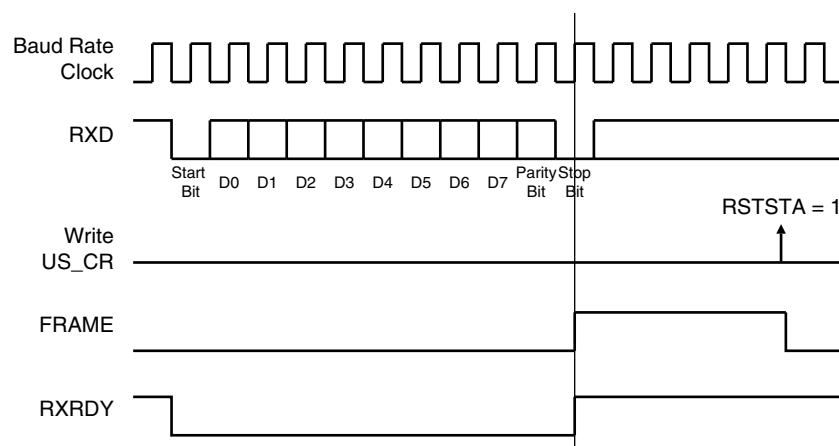 Baud Rate
Clock
RXD
Start
Bit
D0
D1
D2
D3
D4
D5
D6
D7
Parity
Bit
Stop
Bit
RSTSTA = 1
Write
US_CR
FRAME
RXRDY